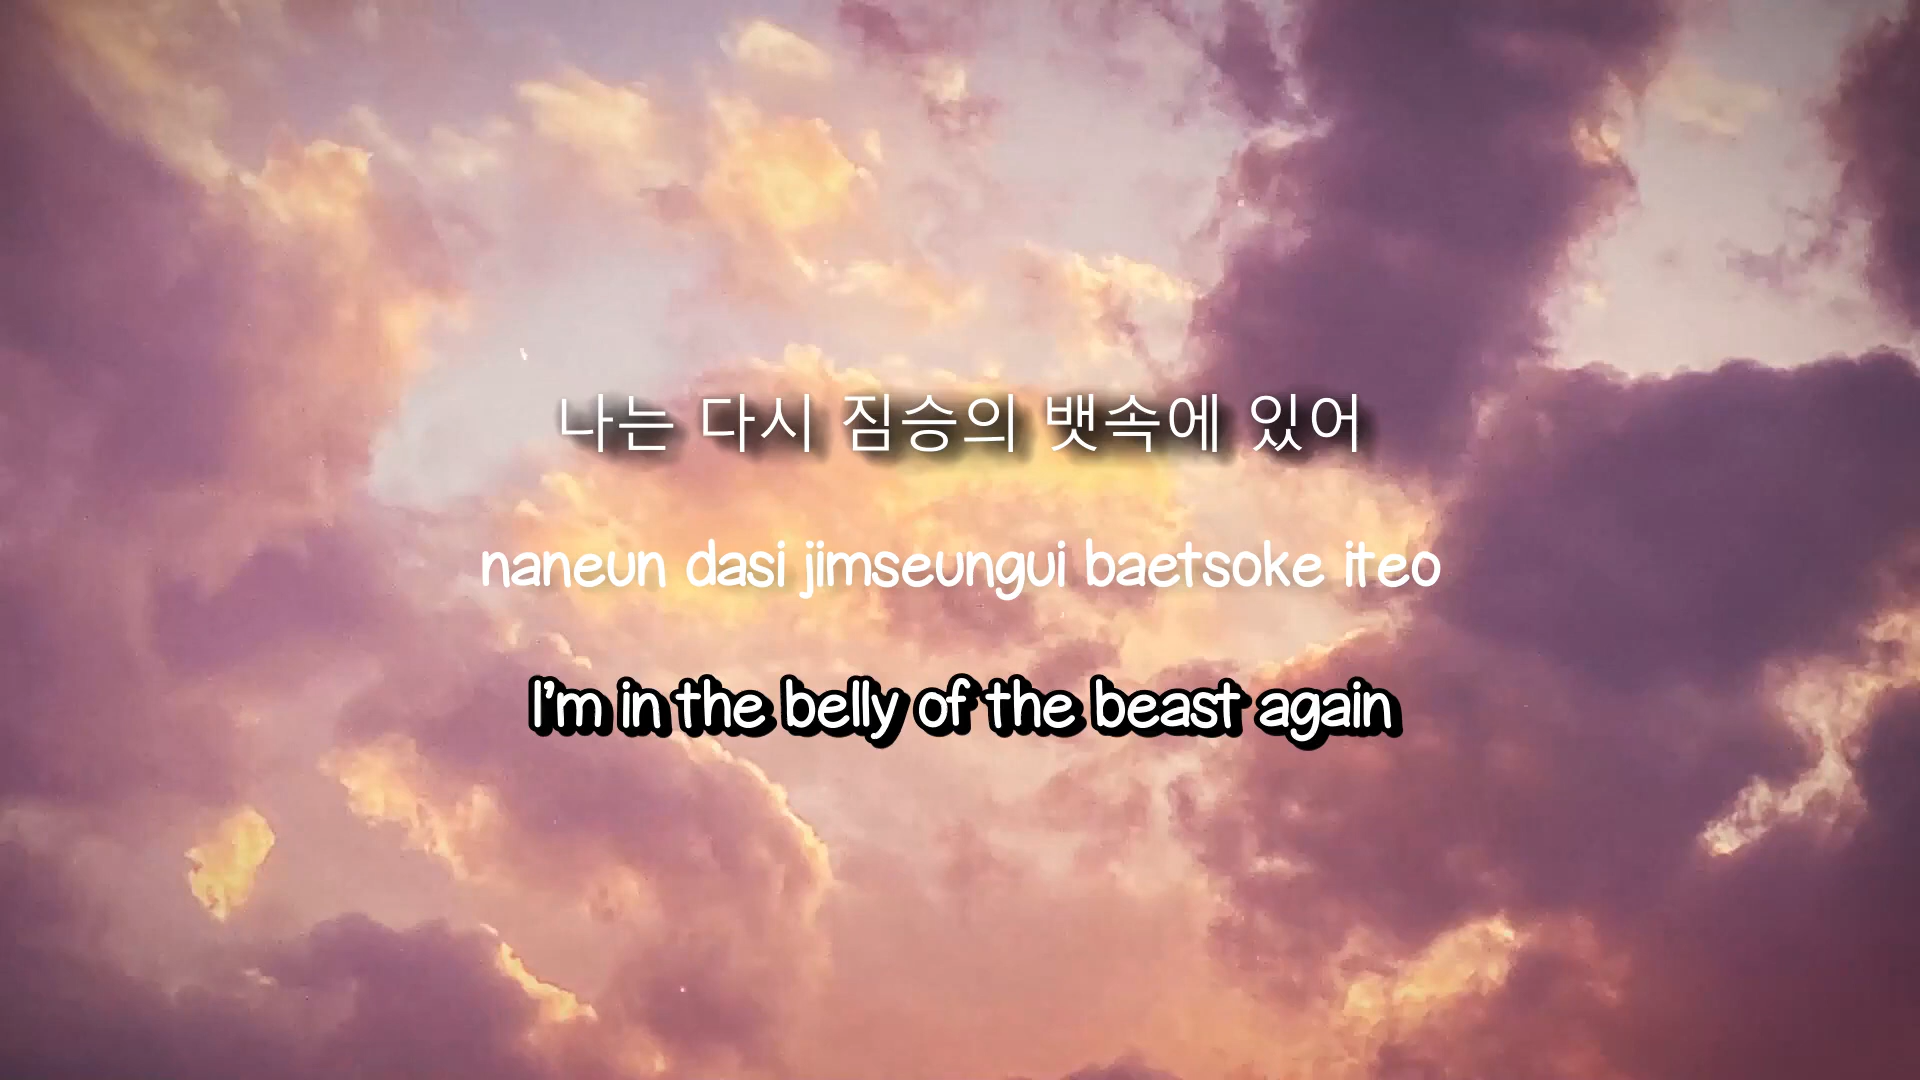 나는 다시 짐승의 뱃속에 있어
naneun dasi jimseungui baetsoke iteo
I'm in the belly of the beast again